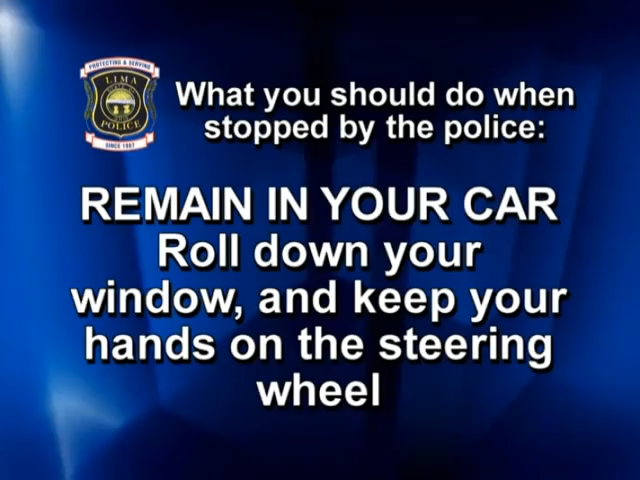 PROTECTING & SERVING
LIMA
POLICE
SINCE 1887
What you should do when
stopped by the police:
REMAIN IN YOUR CAR
Roll down your
window, and keep your
hands on the steering
wheel